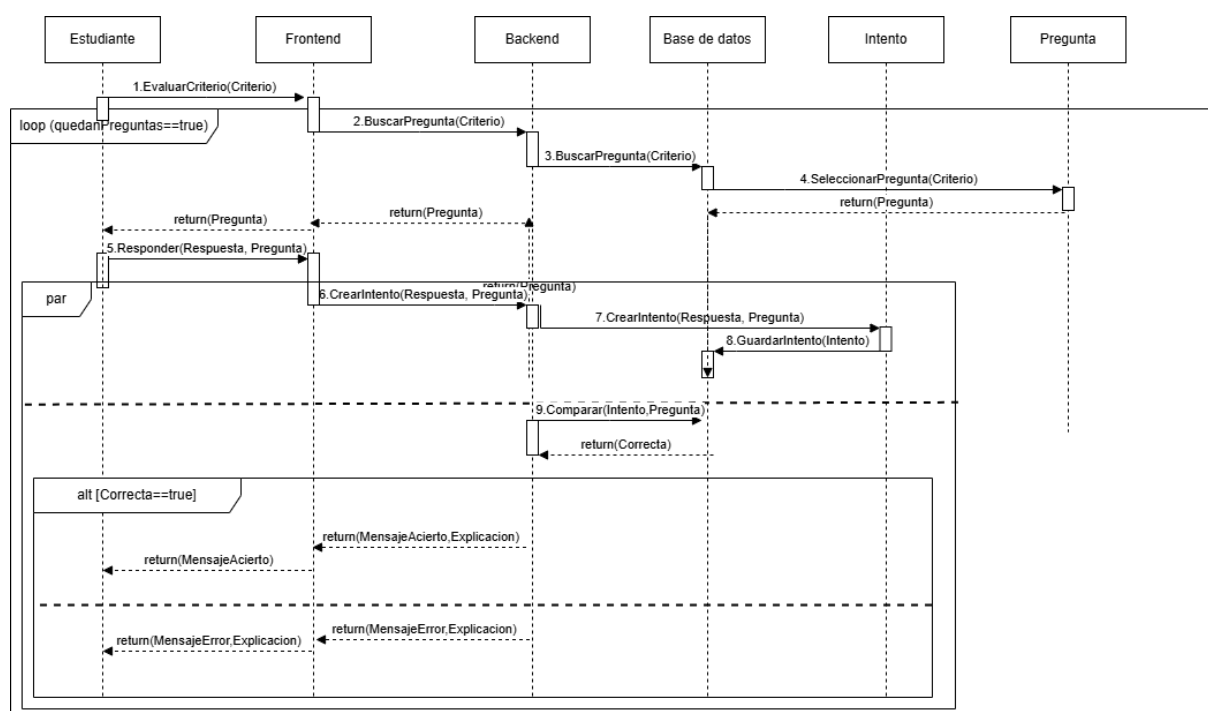 Estudiante
Frontend
Backend
Base de datos
Intento
Pregunta
1.EvaluarCriterio(Criterio)
loop (quedanPreguntas==true)
2.BuscarPregunta(Criterio)
3.BuscarPregunta(Criterio)
4.SeleccionarPregunta(Criterio)
return(Pregunta)
return(Pregunta)
return(Pregunta)
5.Responder(Respuesta, Pregunta)
par
return(Pregunta)
6.CrearIntento(Respuesta, Pregunta)
7.CrearIntento(Respuesta, Pregunta)
8.GuardarIntento(Intento)
9.Comparar(Intento,Pregunta)
return(Correcta)
alt [Correcta==true]
return(MensajeAcierto,Explicacion)
return(MensajeAcierto)
return(MensajeError,Explicacion)
return(MensajeError,Explicacion)